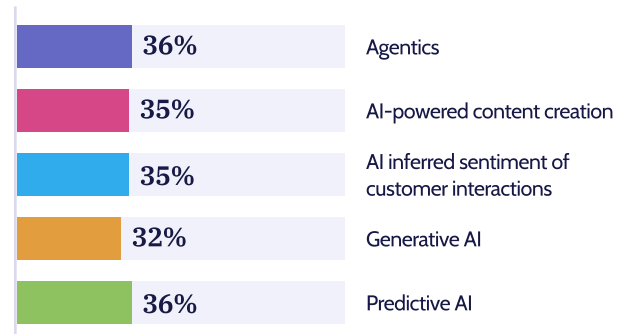 36% Agentics
35% AI-powered content creation
35% AI inferred sentiment of
customer interactions
32% Generative AI
36% Predictive AI